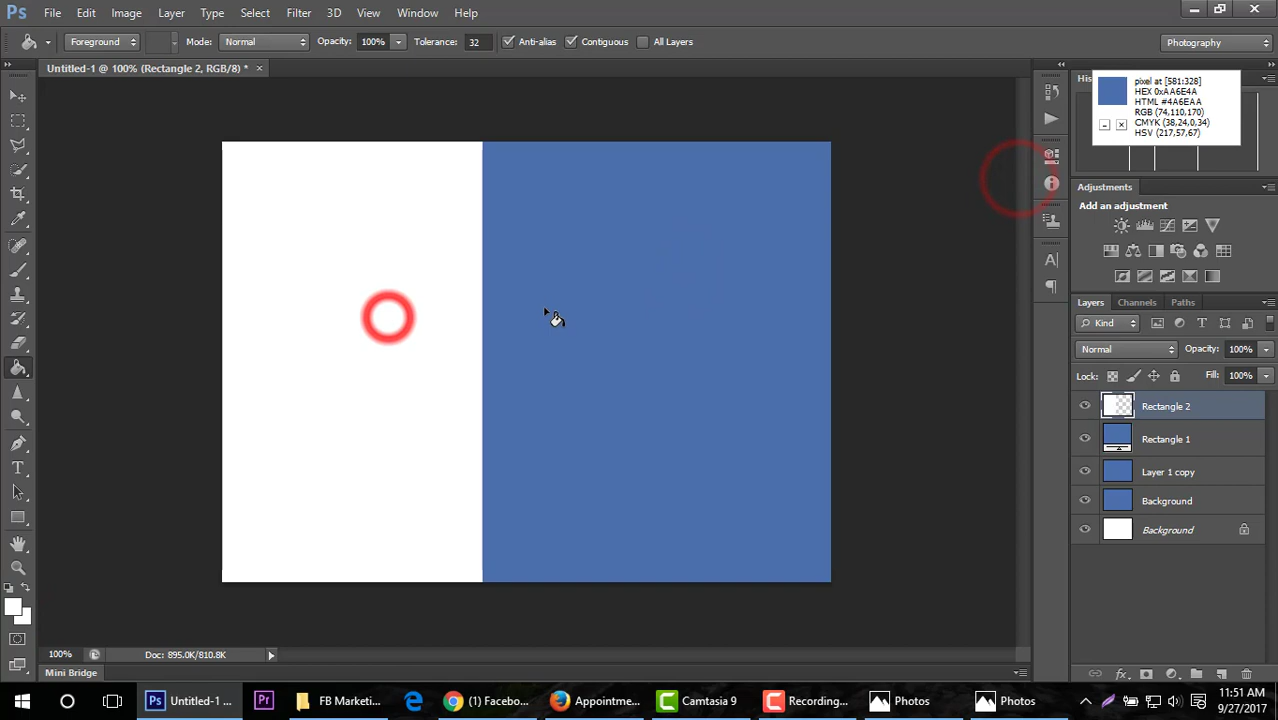 Ps File Edit Image Layer Type Select Filter 3D View Window Help
Foreground Mode: Normal Opacity: 100% Tolerance: 32 Anti-alias Contiguous All Layers Photography
Untitled-1 @ 100% (Rectangle 2, RGB/8) * ×
pixel at [581:328]
HEX 0xAA6E4A
HTML #4A6EAA
RGB (74,110,170)
CMYK (38,24,0,34)
HSV (217,57,67)
Adjustments
Add an adjustment
Layers Channels Paths
Kind
Normal Opacity: 100%
Lock: Fill: 100%
Rectangle 2
Rectangle 1
Layer 1 copy
Background
Background
100% Doc: 895.0K/810.8K
Mini Bridge
Ps Untitled-1 ... Pr FB Marketi... (1) Facebo... Appointme... Camtasia 9 Recording... Photos Photos 11:51 AM
9/27/2017